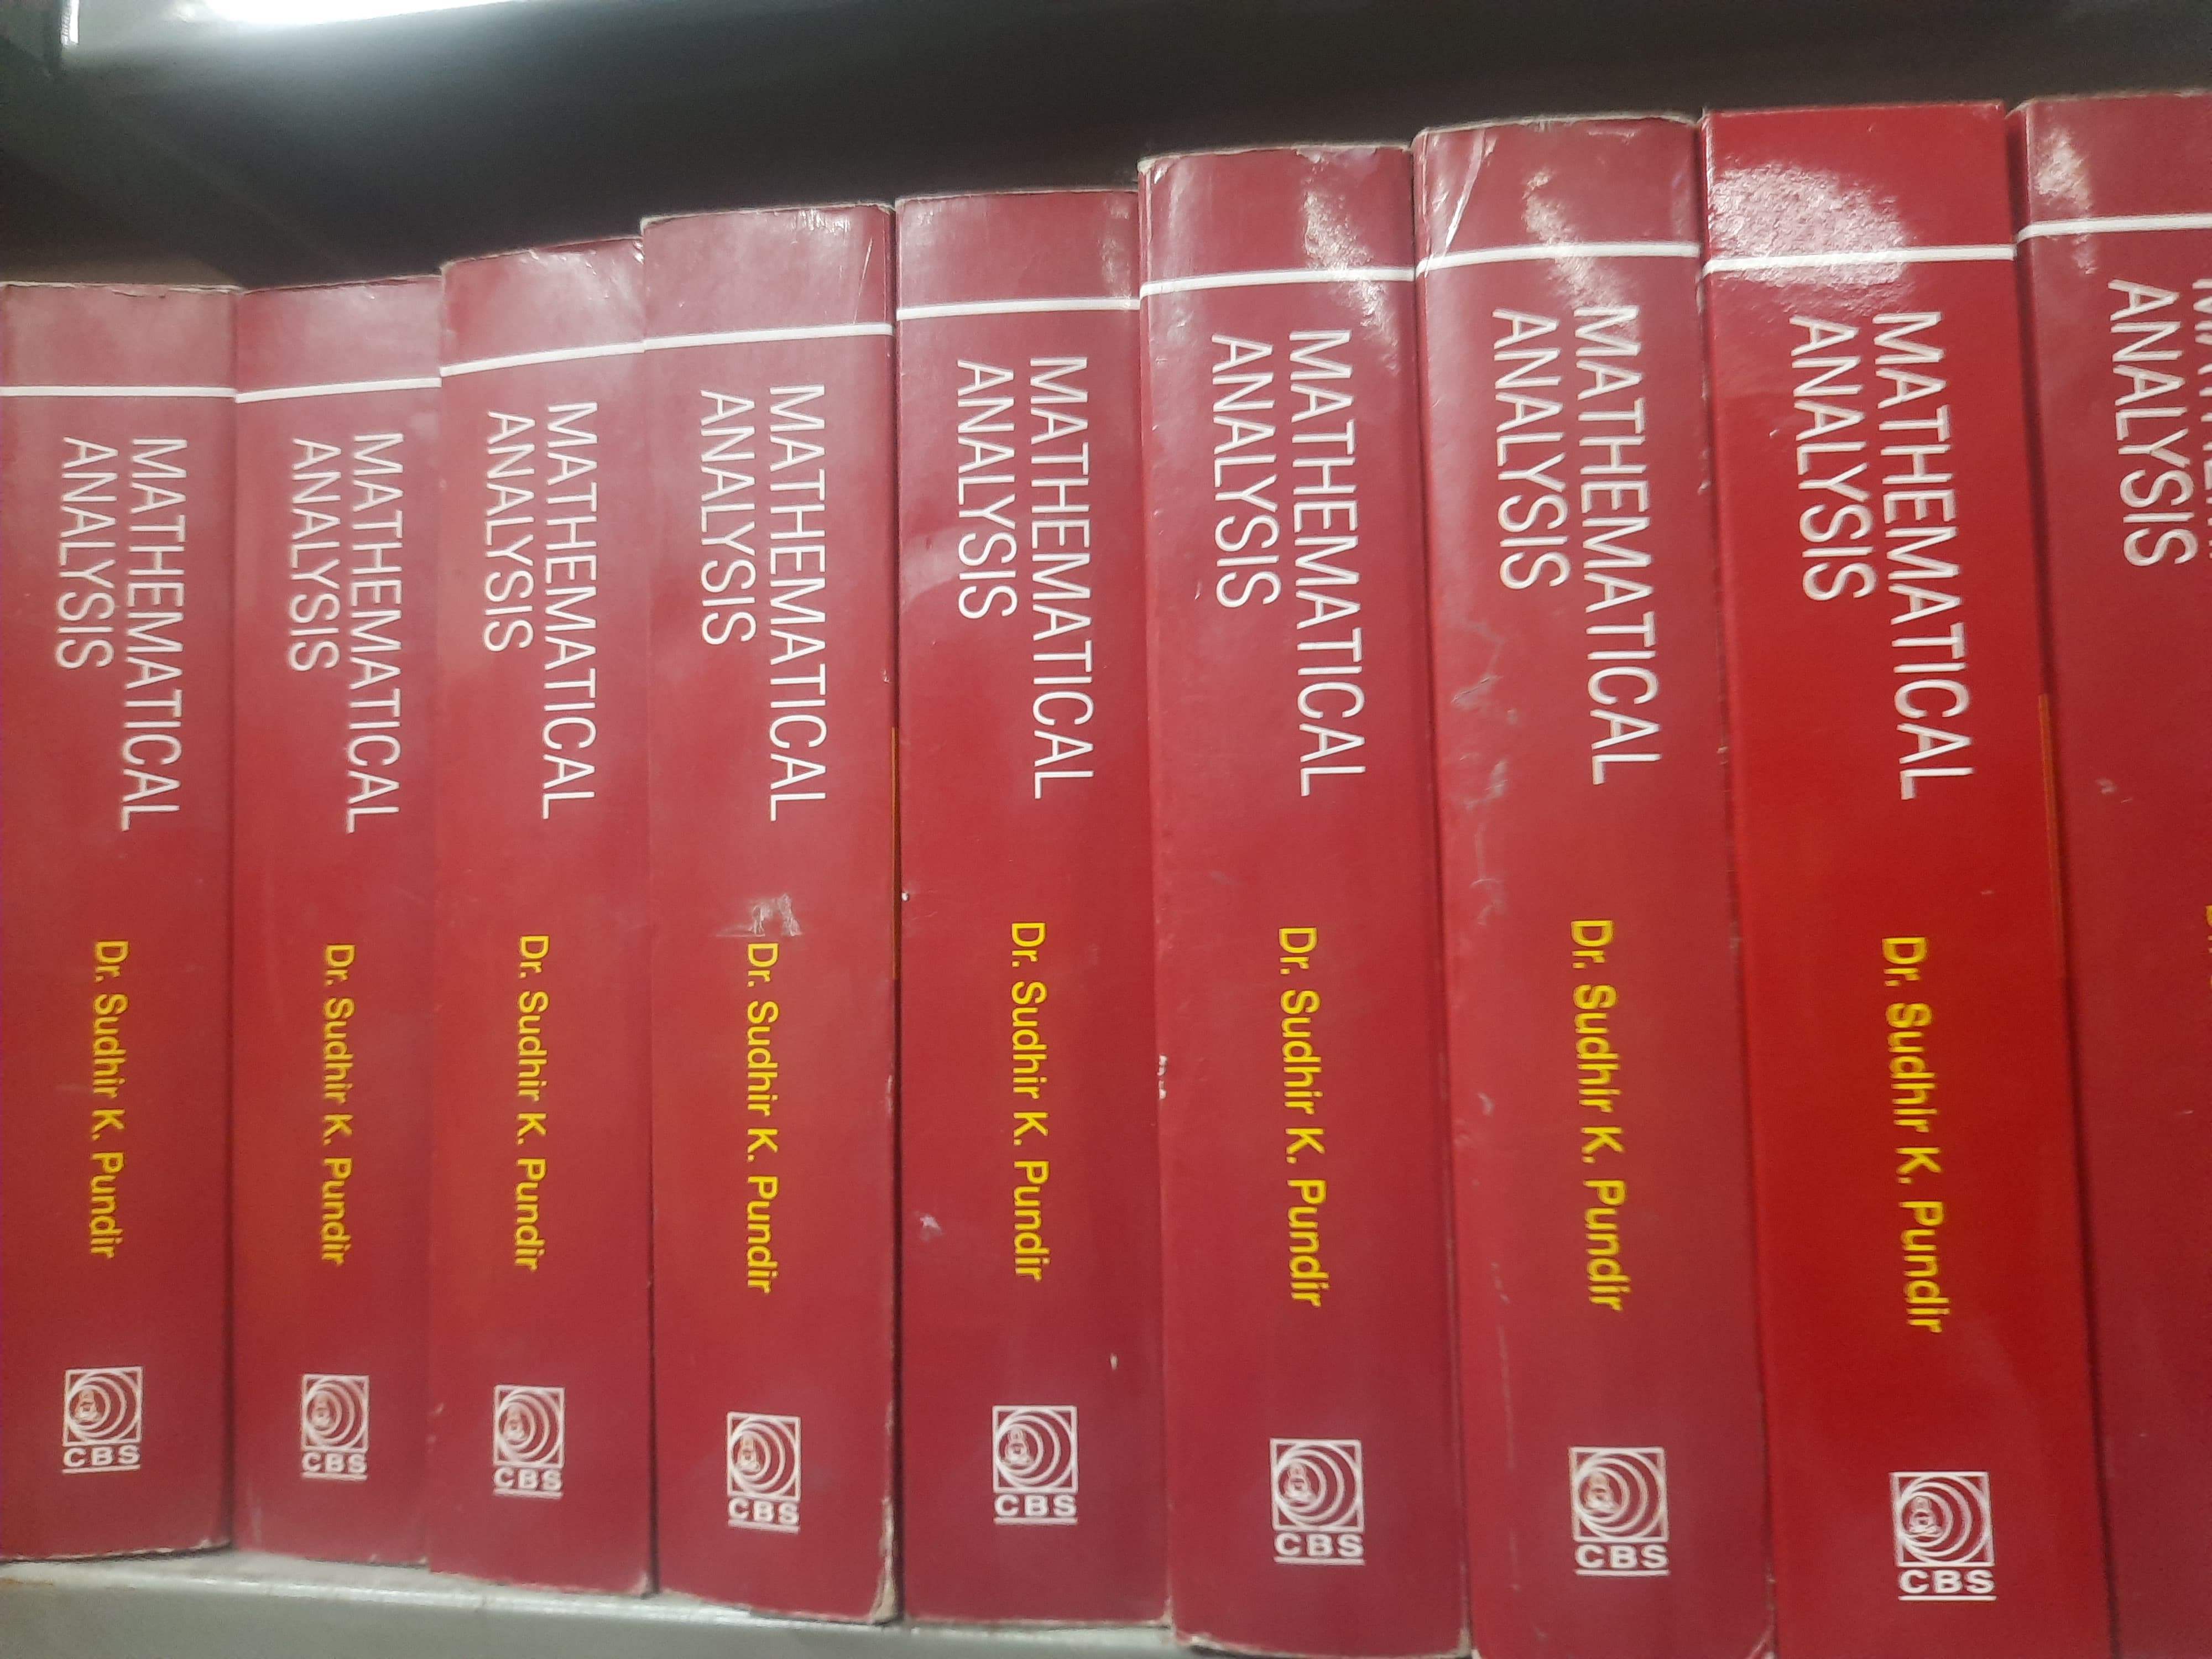 MATHEMATICAL
ANALYSIS
Dr. Sudhir K. Pundir
CBS
MATHEMATICAL
ANALYSIS
Dr. Sudhir K. Pundir
CBS
MATHEMATICAL
ANALYSIS
Dr. Sudhir K. Pundir
CBS
MATHEMATICAL
ANALYSIS
Dr. Sudhir K. Pundir
CBS
MATHEMATICAL
ANALYSIS
Dr. Sudhir K. Pundir
CBS
MATHEMATICAL
ANALYSIS
Dr. Sudhir K. Pundir
CBS
MATHEMATICAL
ANALYSIS
Dr. Sudhir K. Pundir
CBS
MATHEMATICAL
ANALYSIS
Dr. Sudhir K. Pundir
CBS
ANALYSIS